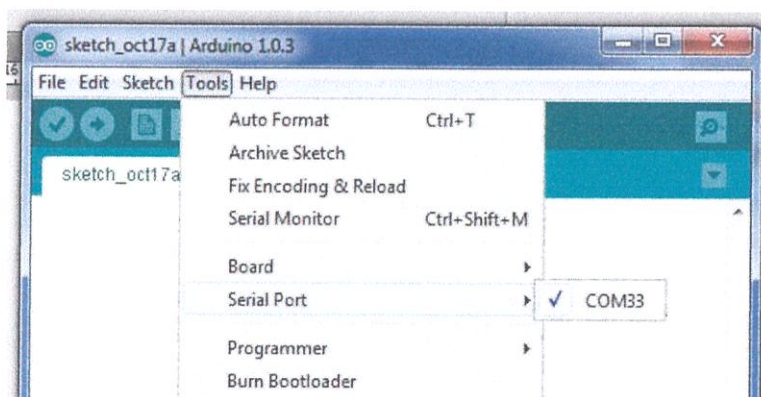 sketch_oct17a | Arduino 1.0.3
File Edit Sketch Tools Help
sketch_oct17a
Auto Format Ctrl+T
Archive Sketch
Fix Encoding & Reload
Serial Monitor Ctrl+Shift+M
Board
Serial Port
COM33
Programmer
Burn Bootloader